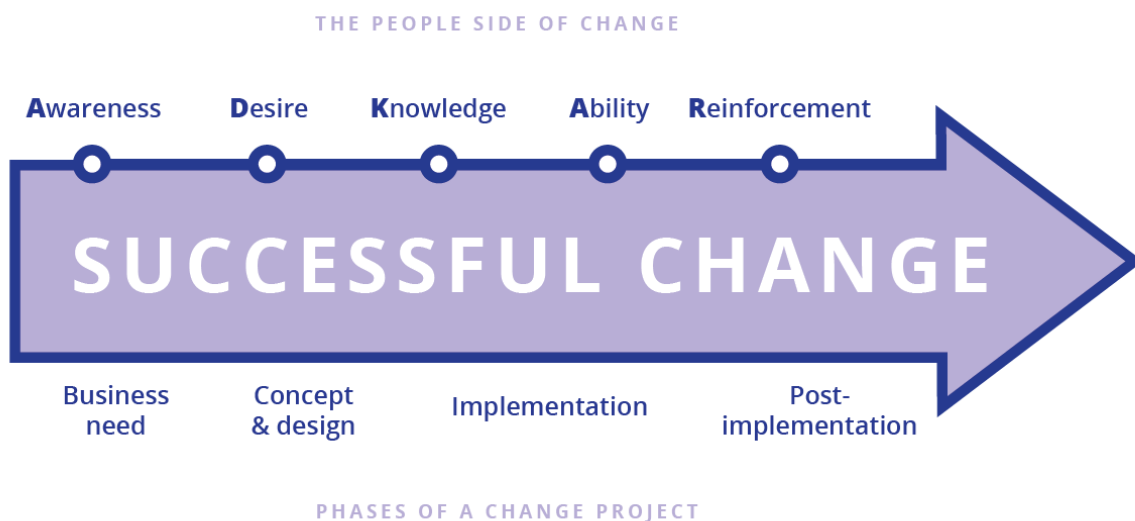 THE PEOPLE SIDE OF CHANGE
Awareness Desire Knowledge Ability Reinforcement
SUCCESSFUL CHANGE
Business need
Concept & design
Implementation
Post-implementation
PHASES OF A CHANGE PROJECT